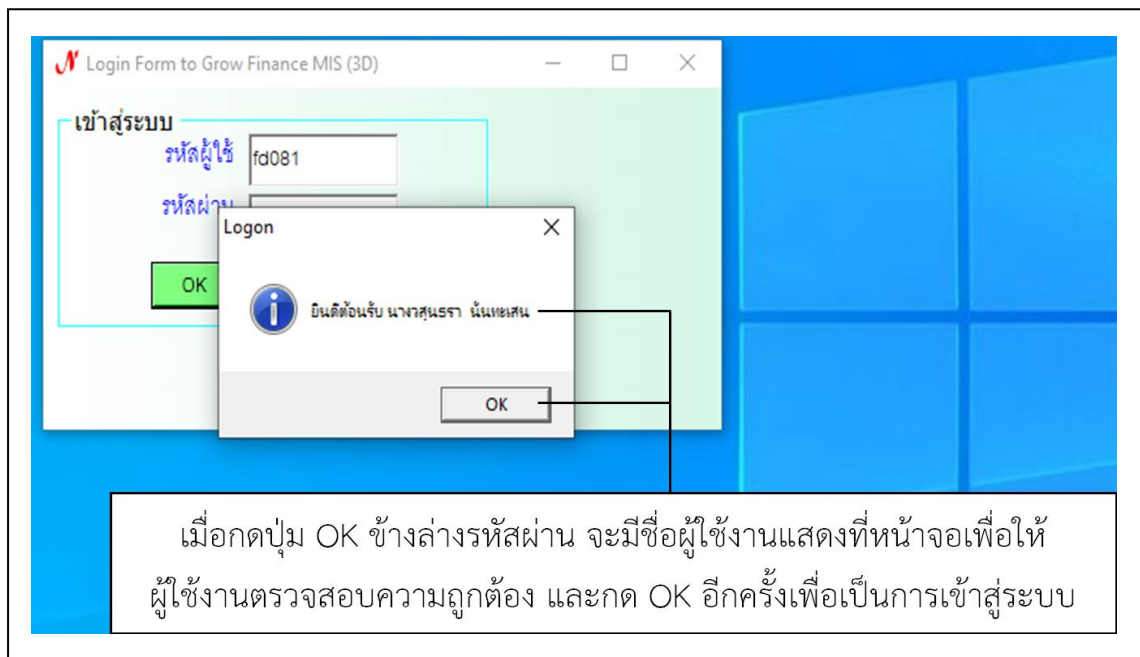 Login Form to Grow Finance MIS (3D)
เข้าสู่ระบบ
รหัสผู้ใช้ fd081
รหัสผ่าน
Logon
OK
ยินดีต้อนรับ นางวสุนธรา นันทะเสน
OK
เมื่อกดปุ่ม OK ข้างล่างรหัสผ่าน จะมีชื่อผู้ใช้งานแสดงที่หน้าจอเพื่อให้
ผู้ใช้งานตรวจสอบความถูกต้อง และกด OK อีกครั้งเพื่อเป็นการเข้าสู่ระบบ